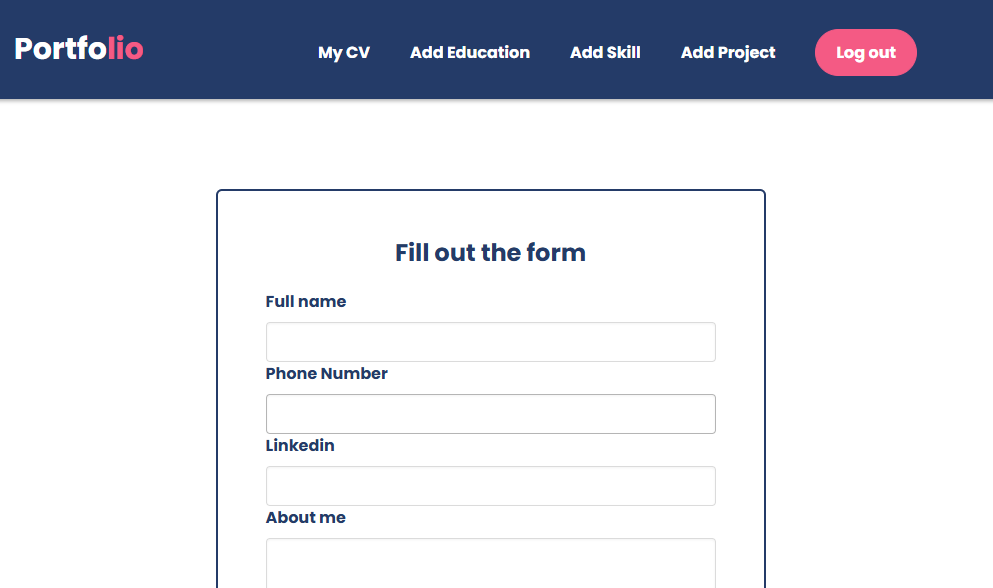 Portfolio
My CV Add Education Add Skill Add Project Log out
Fill out the form
Full name
Phone Number
Linkedin
About me